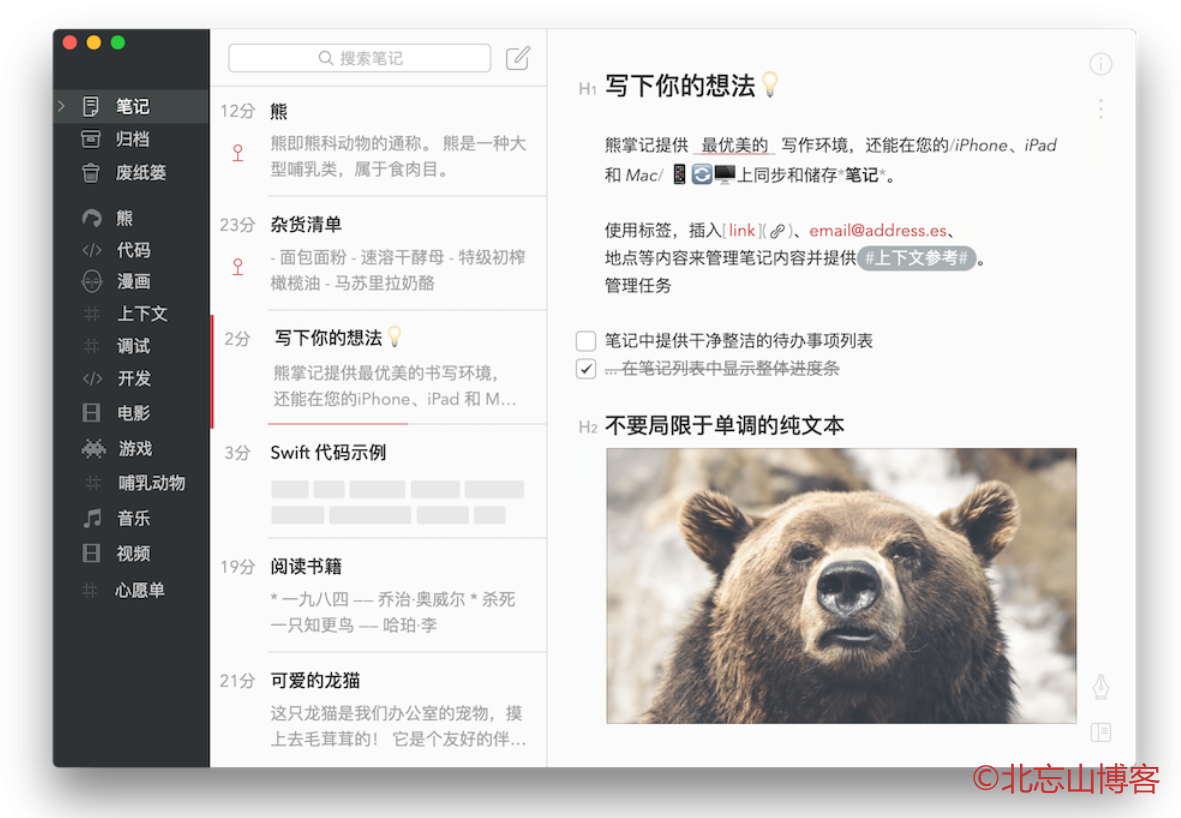 笔记
归档
废纸篓
熊
代码
漫画
上下文
调试
开发
电影
游戏
哺乳动物
音乐
视频
心愿单
搜索笔记
12分 熊
熊即熊科动物的通称。 熊是一种大
型哺乳类，属于食肉目。
23分 杂货清单
- 面包面粉 - 速溶干酵母 - 特级初榨
橄榄油 - 马苏里拉奶酪
2分 写下你的想法💡
熊掌记提供最优美的书写环境，
还能在您的iPhone、iPad 和 M...
3分 Swift 代码示例
19分 阅读书籍
* 一九八四 –– 乔治·奥威尔 * 杀死
一只知更鸟 –– 哈珀·李
21分 可爱的龙猫
这只龙猫是我们办公室的宠物，摸
上去毛茸茸的！ 它是个友好的伴...
H1 写下你的想法💡
熊掌记提供 _最优美的_ 写作环境，还能在您的/iPhone、iPad
和 Mac/ 📱🔄🖥上同步和储存*笔记*。
使用标签，插入[link](🔗)、email@address.es、
地点等内容来管理笔记内容并提供#上下文参考#。
管理任务
笔记中提供干净整洁的待办事项列表
... 在笔记列表中显示整体进度条
H2 不要局限于单调的纯文本
©北忘山博客